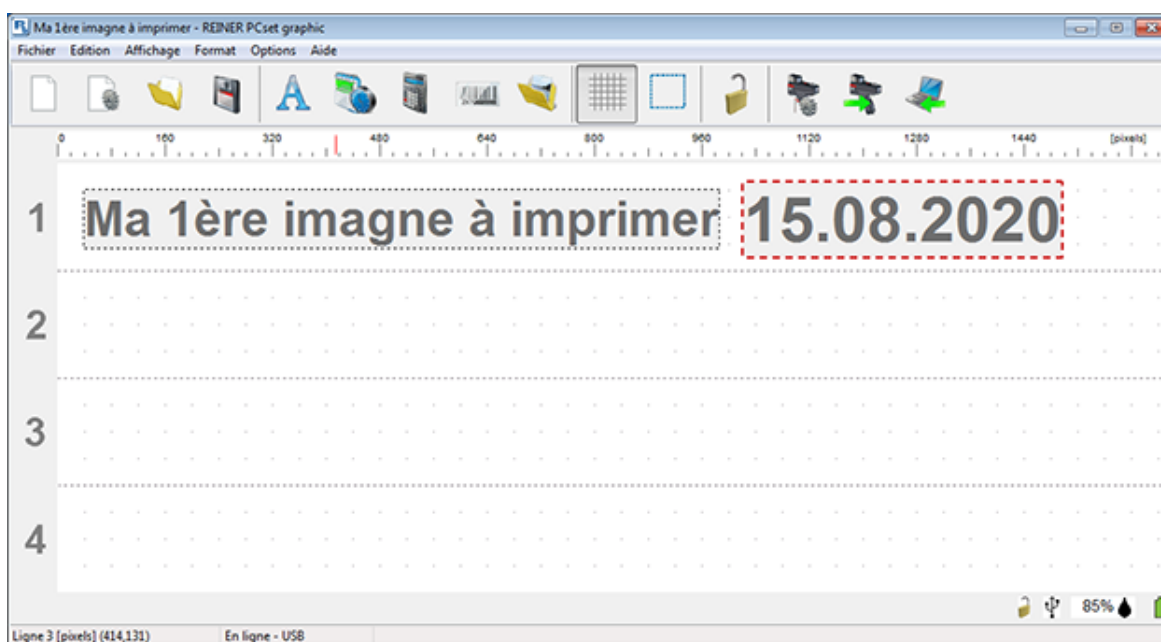 Ma 1ère imagne à imprimer - REINER PCset graphic
Fichier Edition Affichage Format Options Aide
0 160 320 480 640 800 960 1120 1280 1440 [pixels]
1 Ma 1ère imagne à imprimer 15.08.2020
2
3
4
85%
Ligne 3 [pixels] (414,131) En ligne - USB